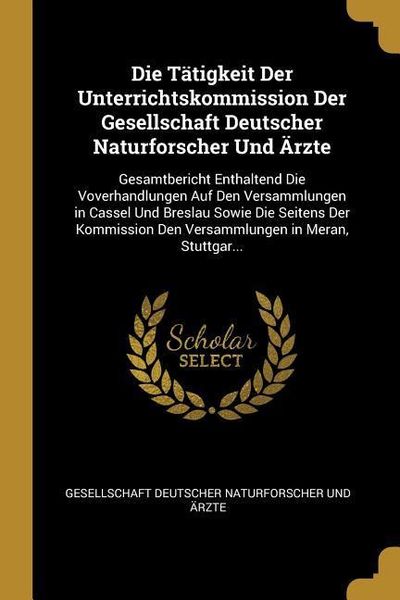 Die Tätigkeit Der
Unterrichtskommission Der
Gesellschaft Deutscher
Naturforscher Und Ärzte
Gesamtbericht Enthaltend Die
Voverhandlungen Auf Den Versammlungen
in Cassel Und Breslau Sowie Die Seitens Der
Kommission Den Versammlungen in Meran,
Stuttgar...
Scholar
SELECT
GESELLSCHAFT DEUTSCHER NATURFORSCHER UND
ÄRZTE